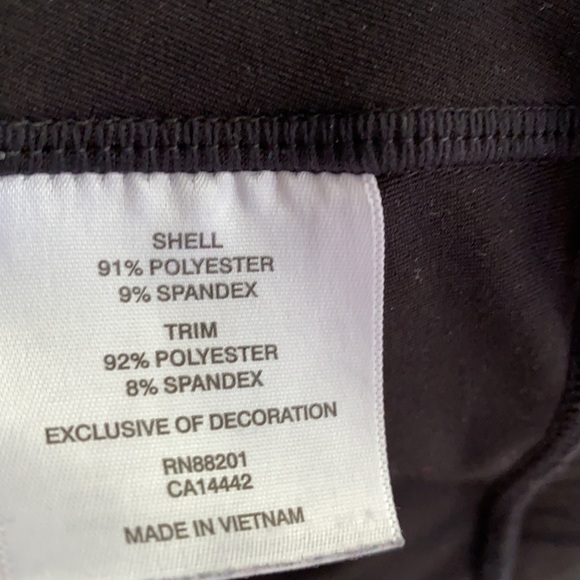 SHELL
91% POLYESTER
9% SPANDEX
TRIM
92% POLYESTER
8% SPANDEX
EXCLUSIVE OF DECORATION
RN88201
CA14442
MADE IN VIETNAM